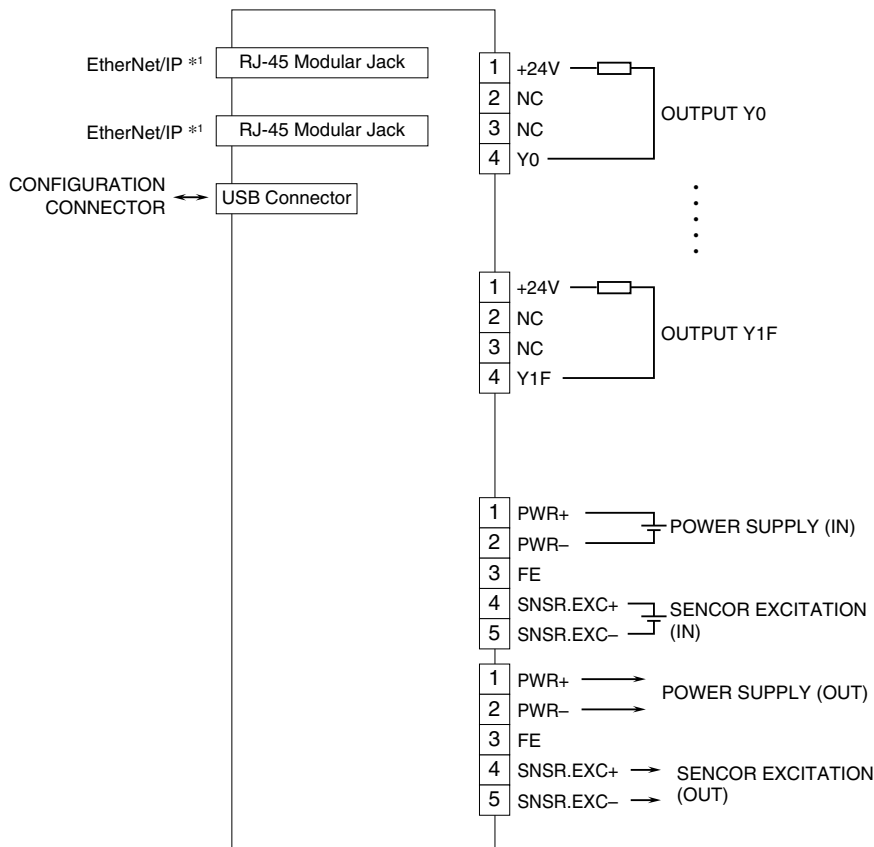 EtherNet/IP *1
RJ-45 Modular Jack
EtherNet/IP *1
RJ-45 Modular Jack
CONFIGURATION
CONNECTOR
USB Connector
1 +24V
2 NC
3 NC
4 Y0
OUTPUT Y0
1 +24V
2 NC
3 NC
4 Y1F
OUTPUT Y1F
1 PWR+
2 PWR–
3 FE
4 SNSR.EXC+
5 SNSR.EXC–
POWER SUPPLY (IN)
SENCOR EXCITATION
(IN)
1 PWR+
2 PWR–
3 FE
4 SNSR.EXC+
5 SNSR.EXC–
POWER SUPPLY (OUT)
SENCOR EXCITATION
(OUT)